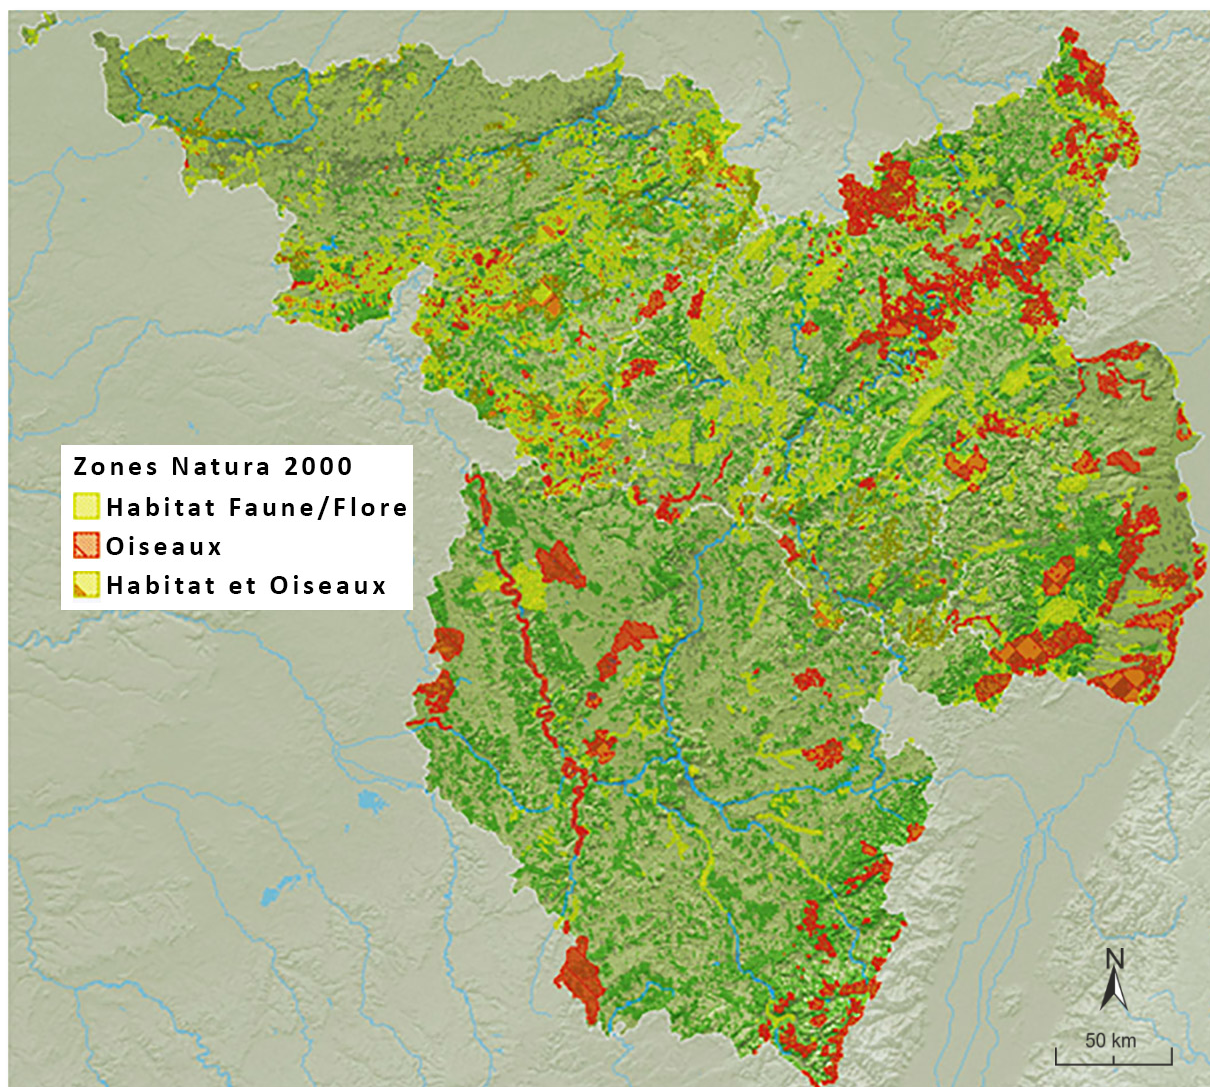 Zones Natura 2000
Habitat Faune/Flore
Oiseaux
Habitat et Oiseaux
N
50 km